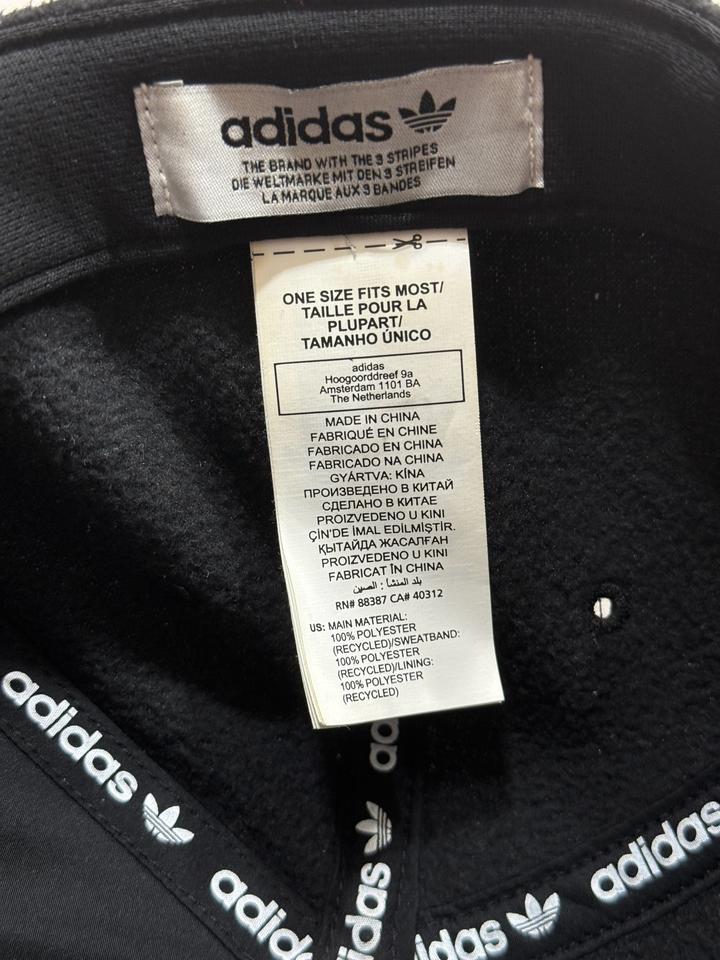 adidas
THE BRAND WITH THE 3 STRIPES
DIE WELTMARKE MIT DEN 3 STREIFEN
LA MARQUE AUX 3 BANDES
ONE SIZE FITS MOST/
TAILLE POUR LA
PLUPART/
TAMANHO ÚNICO
adidas
Hoogoorddreef 9a
Amsterdam 1101 BA
The Netherlands
MADE IN CHINA
FABRIQUÉ EN CHINE
FABRICADO EN CHINA
FABRICADO NA CHINA
GYÁRTVA: KÍNA
ПРОИЗВЕДЕНО В КИТАЙ
СДЕЛАНО В КИТАЕ
PROIZVEDENO U KINI
ÇİN'DE İMAL EDİLMİŞTİR.
ҚЫТАЙДА ЖАСАЛҒАН
PROIZVEDENO U KINI
FABRICAT ÎN CHINA
بلد المنشأ : الصين
RN# 88387 CA# 40312
US: MAIN MATERIAL:
100% POLYESTER
(RECYCLED)/SWEATBAND:
100% POLYESTER
(RECYCLED)/LINING:
100% POLYESTER
(RECYCLED)
adidas
adidas
adidas
adidas
adidas
ad